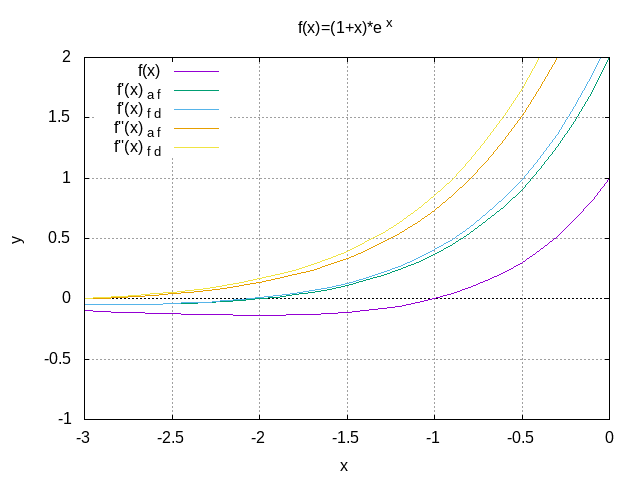 f(x)=(1+x)*e x
f(x)
f'(x) a f
f'(x) f d
f''(x) a f
f''(x) f d
2
1.5
1
0.5
0
-0.5
-1
y
-3 -2.5 -2 -1.5 -1 -0.5 0
x